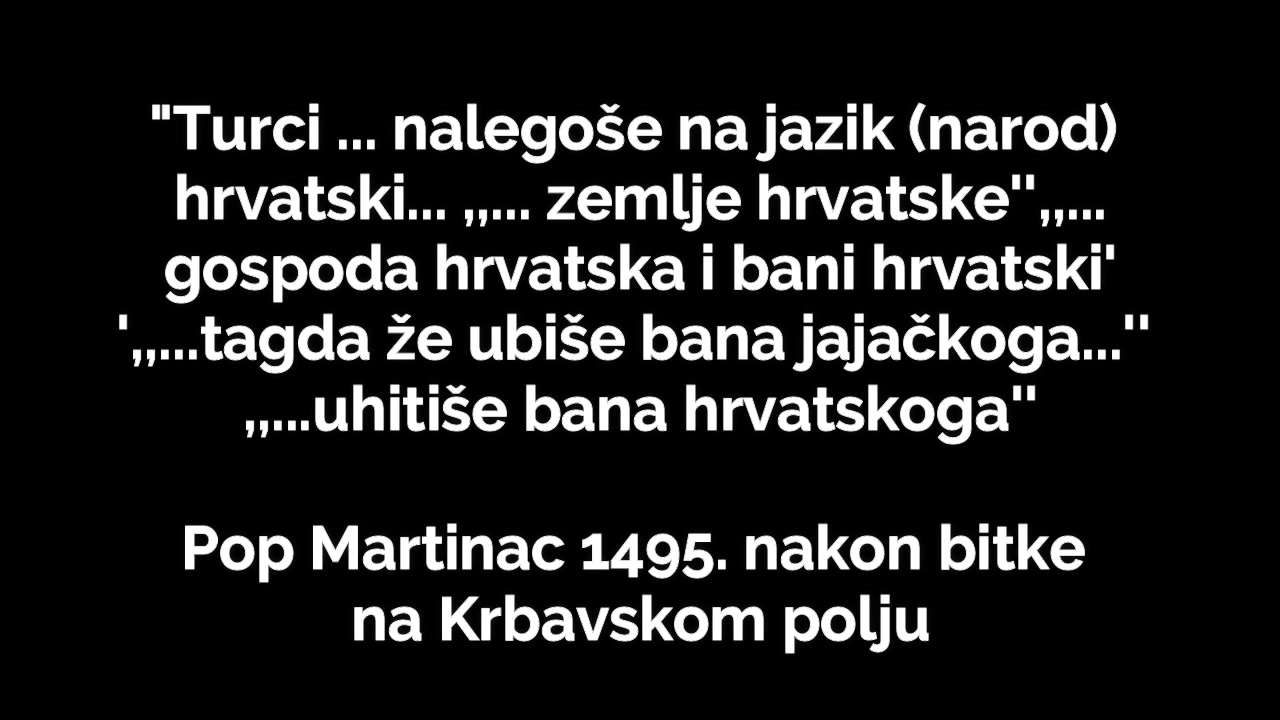 "Turci ... nalegoše na jazik (narod)
hrvatski... ,,... zemlje hrvatske'',,...
gospoda hrvatska i bani hrvatski'
',,...tagda že ubiše bana jajačkoga...''
,,...uhitiše bana hrvatskoga''
Pop Martinac 1495. nakon bitke
na Krbavskom polju